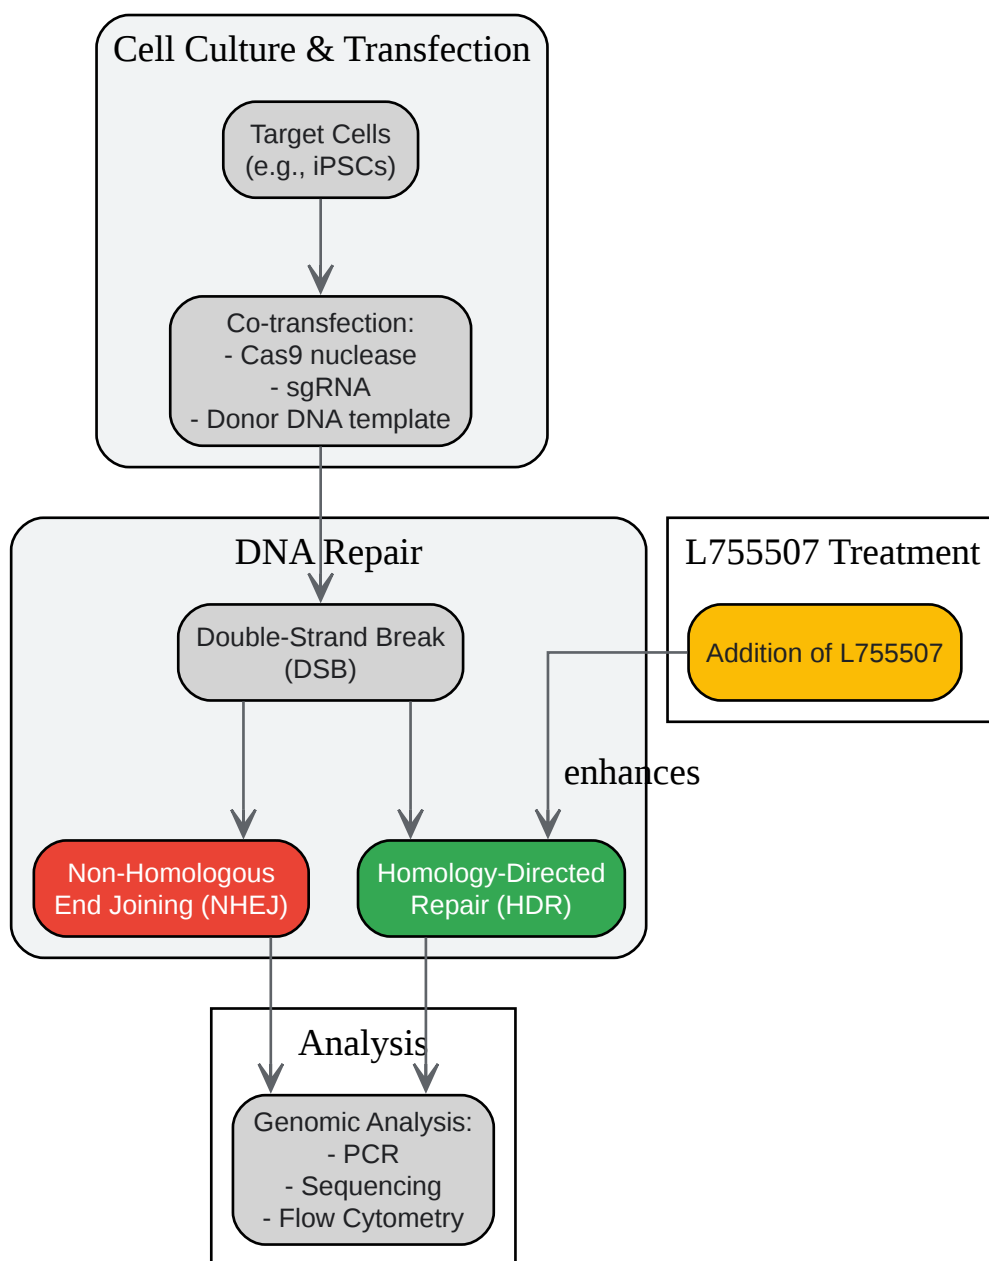 Cell Culture & Transfection
Target Cells
(e.g., iPSCs)
Co-transfection:
- Cas9 nuclease
- sgRNA
- Donor DNA template
DNA Repair
L755507 Treatment
Double-Strand Break
(DSB)
Addition of L755507
enhances
Non-Homologous
End Joining (NHEJ)
Homology-Directed
Repair (HDR)
Analysis
Genomic Analysis:
- PCR
- Sequencing
- Flow Cytometry